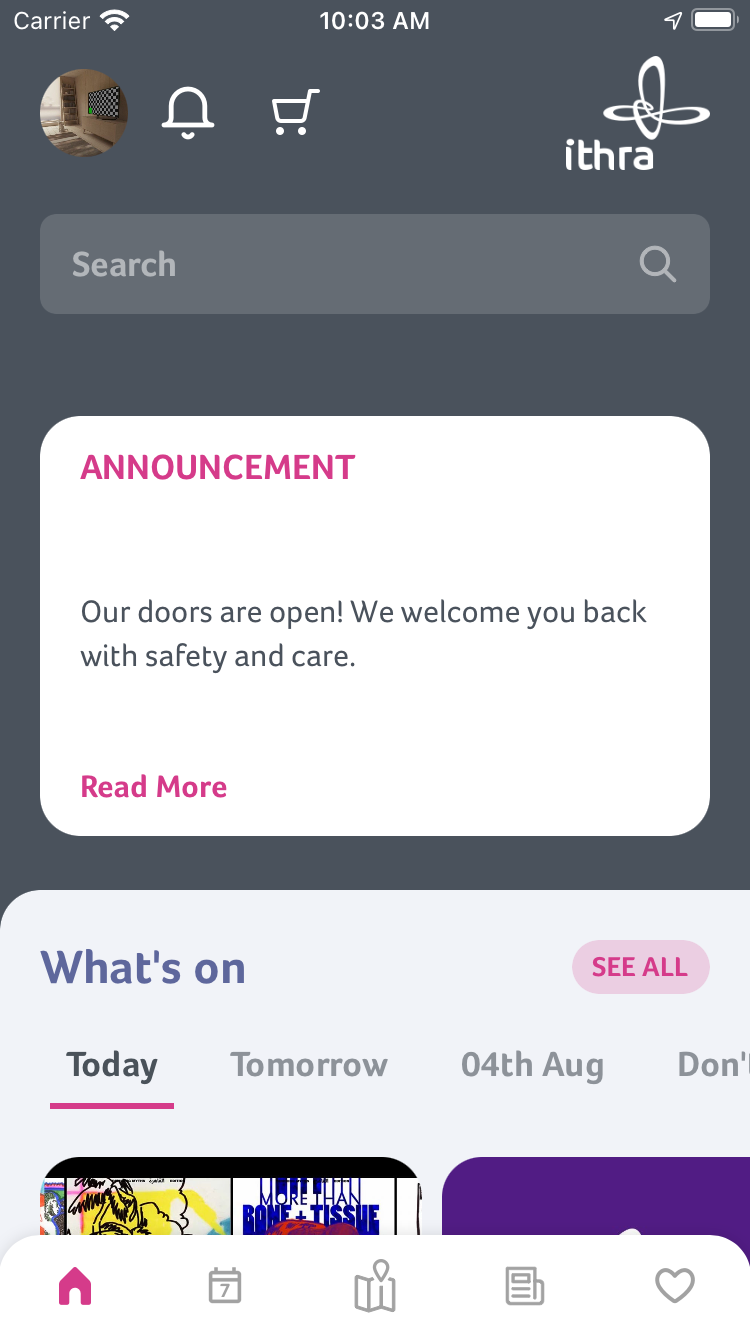 Carrier
10:03 AM
ithra
Search
ANNOUNCEMENT
Our doors are open! We welcome you back
with safety and care.
Read More
What's on
SEE ALL
Today
Tomorrow
04th Aug
Don't
MORE THAN
BONE + TISSUE
7